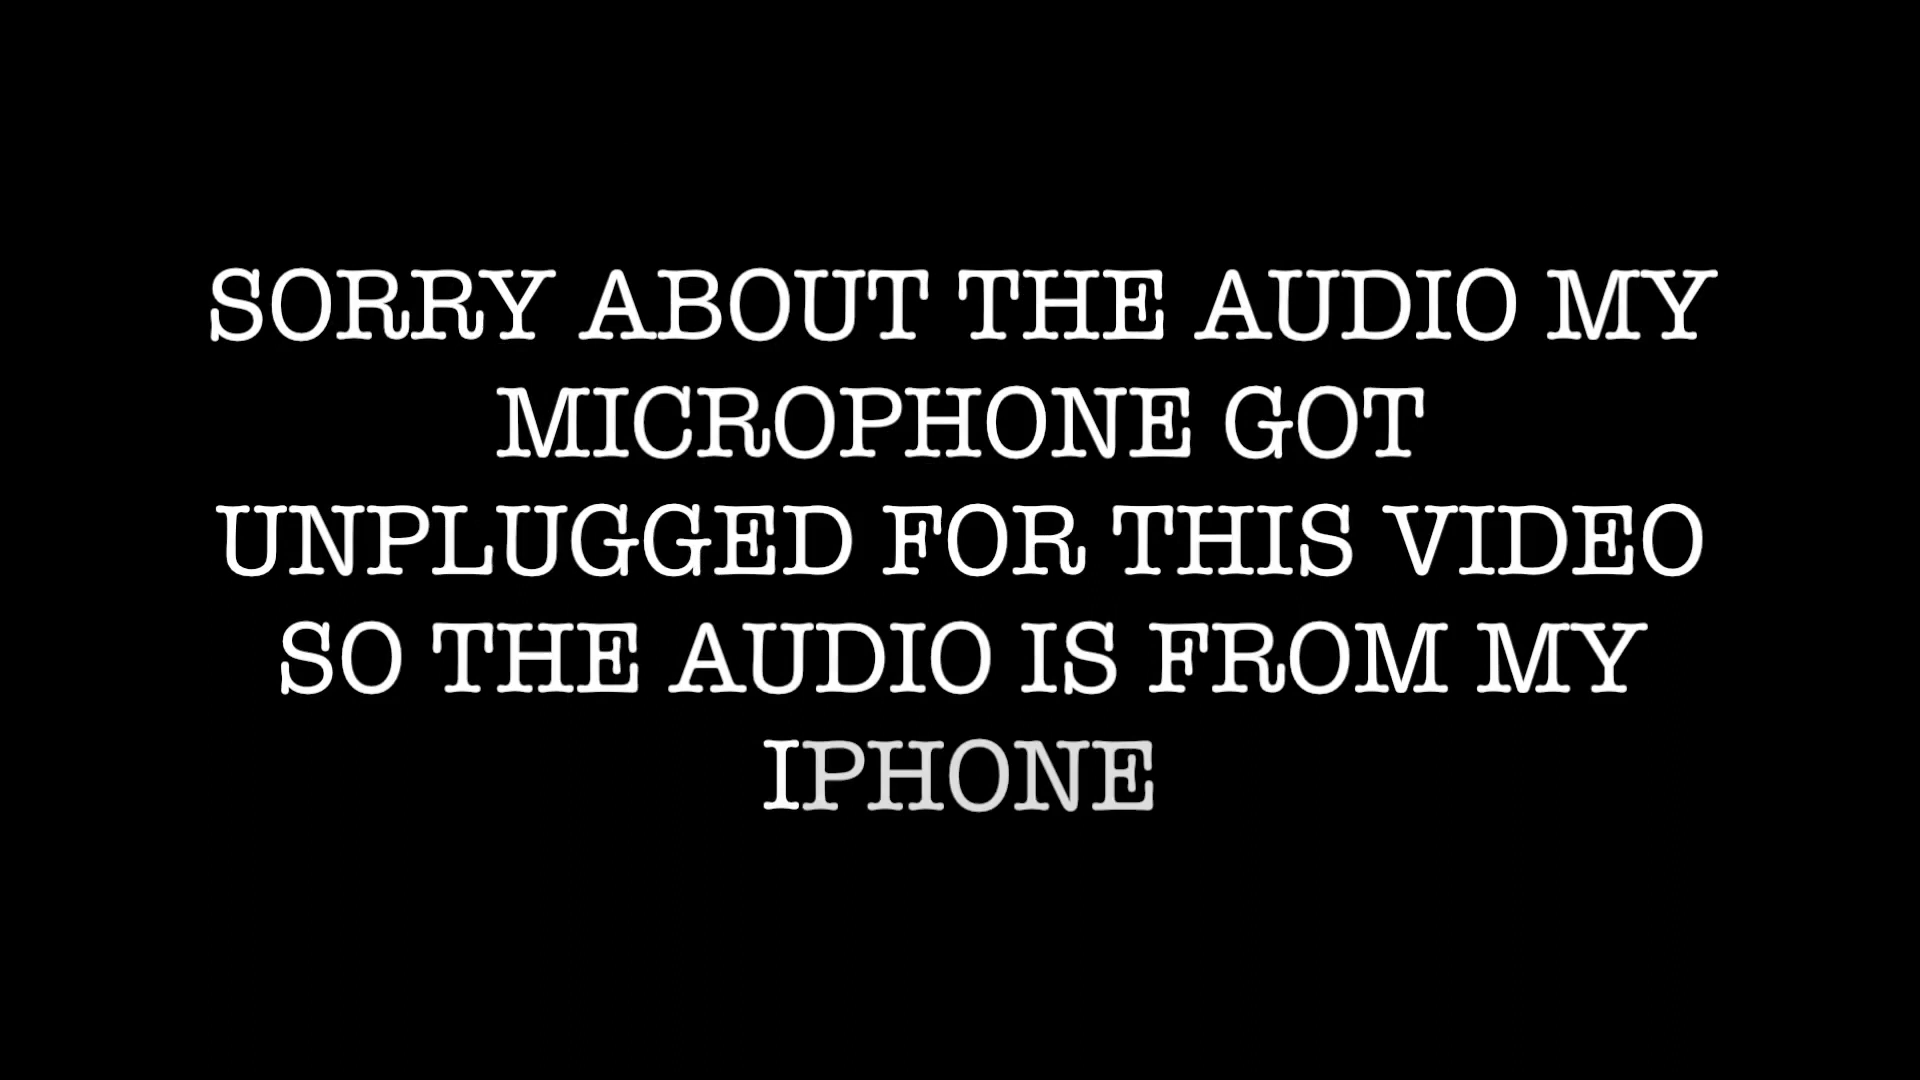 SORRY ABOUT THE AUDIO MY
MICROPHONE GOT
UNPLUGGED FOR THIS VIDEO
SO THE AUDIO IS FROM MY
IPHONE